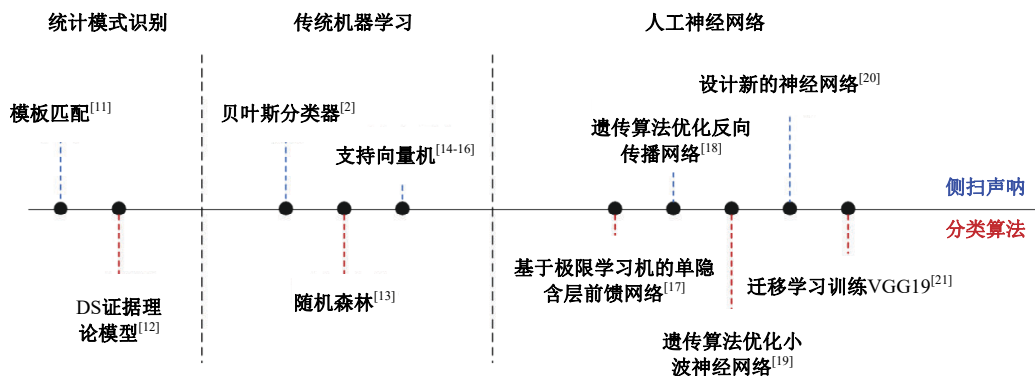 统计模式识别
传统机器学习
人工神经网络
模板匹配[11]
贝叶斯分类器[2]
支持向量机[14-16]
遗传算法优化反向
传播网络[18]
设计新的神经网络[20]
侧扫声呐
分类算法
DS证据理
论模型[12]
随机森林[13]
基于极限学习机的单隐
含层前馈网络[17]
遗传算法优化小
波神经网络[19]
迁移学习训练VGG19[21]